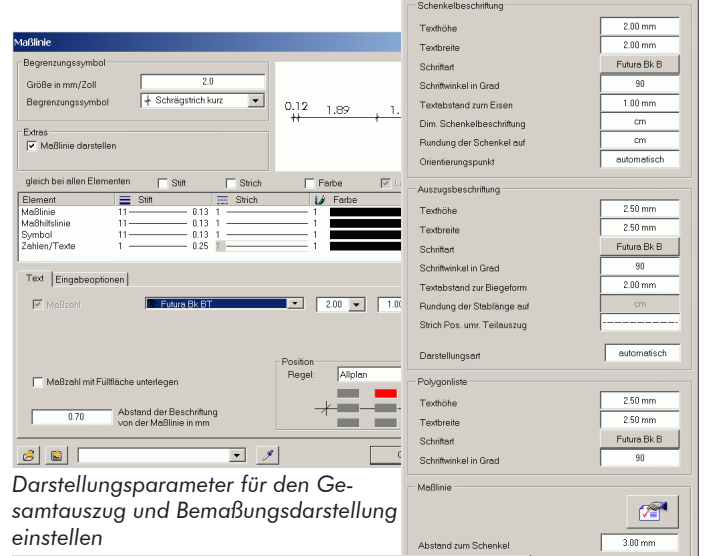 Maßlinie
Begrenzungssymbol
Größe in mm/Zoll 2.0
Begrenzungssymbol Schrägstrich kurz
0.12 1.89 1.
Extras
Maßlinie darstellen
gleich bei allen Elementen Stift Strich Farbe
Element Stift Strich Farbe
Maßlinie 11 0.13 1 1
Maßhilfslinie 11 0.13 1 1
Symbol 11 0.13 1 1
Zahlen/Texte 1 0.25 1 1
Text Eingabeoptionen
Maßzahl Futura Bk BT 2.00 1.00
Position
Regel: Allplan
Maßzahl mit Füllfläche unterlegen
0.70 Abstand der Beschriftung
von der Maßlinie in mm
Darstellungsparameter für den Ge-
samtauszug und Bemaßungsdarstellung
einstellen
Schenkelbeschriftung
Texthöhe 2.00 mm
Textbreite 2.00 mm
Schriftart Futura Bk B
Schriftwinkel in Grad 90
Textabstand zum Eisen 1.00 mm
Dim. Schenkelbeschriftung cm
Rundung der Schenkel auf cm
Orientierungspunkt automatisch
Auszugsbeschriftung
Texthöhe 2.50 mm
Textbreite 2.50 mm
Schriftart Futura Bk B
Schriftwinkel in Grad 90
Textabstand zur Biegeform 2.00 mm
Rundung der Stablänge auf cm
Strich Pos. umr. Teilauszug
Darstellungsart automatisch
Polygonliste
Texthöhe 2.50 mm
Textbreite 2.50 mm
Schriftart Futura Bk B
Schriftwinkel in Grad 90
Maßlinie
Abstand zum Schenkel 3.00 mm